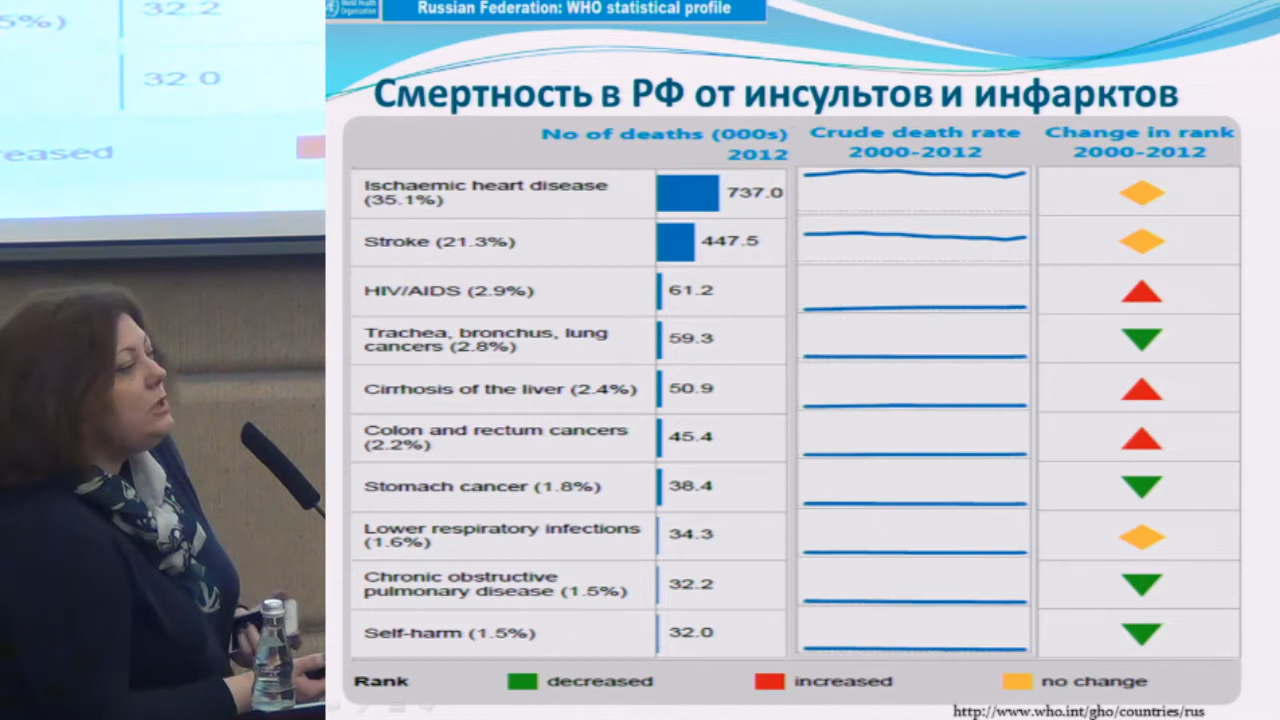 5%)
32.2
32.0
reased
World Health
Organization
Russian Federation: WHO statistical profile
Смертность в РФ от инсультов и инфарктов
No of deaths (000s)
2012
Crude death rate
2000-2012
Change in rank
2000-2012
Ischaemic heart disease
(35.1%)
737.0
Stroke (21.3%)
447.5
HIV/AIDS (2.9%)
61.2
Trachea, bronchus, lung
cancers (2.8%)
59.3
Cirrhosis of the liver (2.4%)
50.9
Colon and rectum cancers
(2.2%)
45.4
Stomach cancer (1.8%)
38.4
Lower respiratory infections
(1.6%)
34.3
Chronic obstructive
pulmonary disease (1.5%)
32.2
Self-harm (1.5%)
32.0
Rank
decreased
increased
no change
http://www.who.int/gho/countries/rus